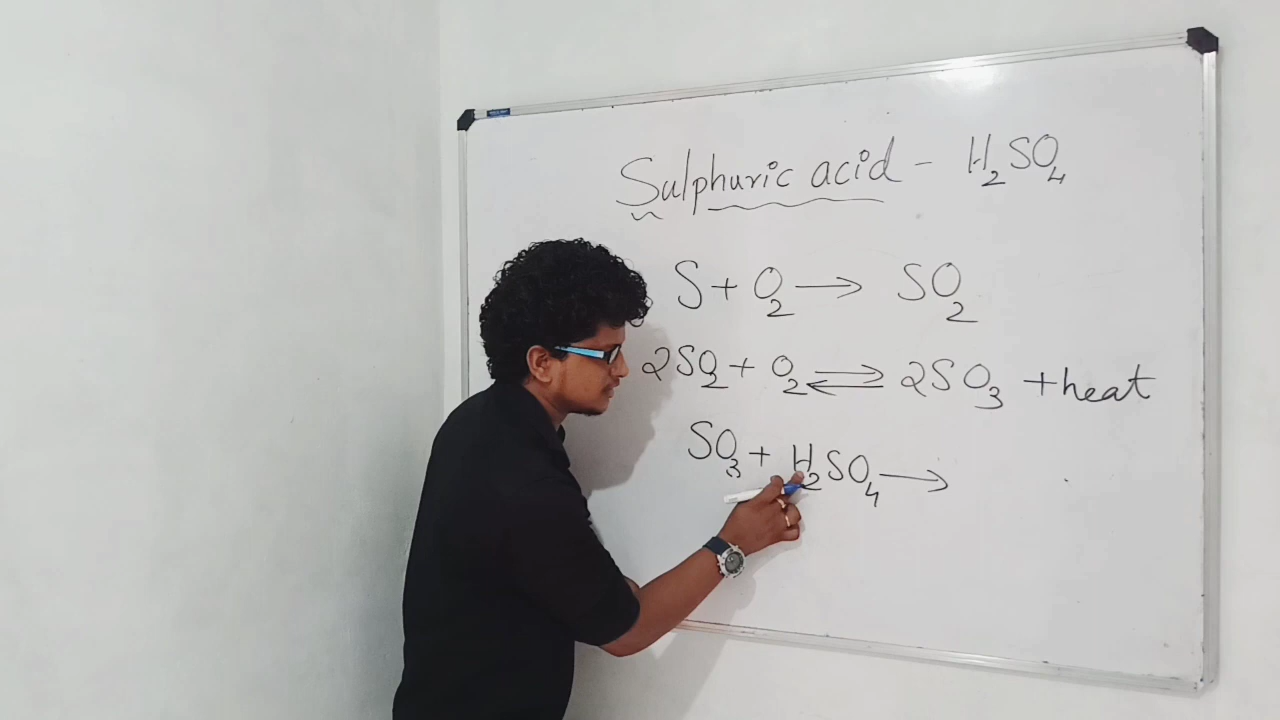 Sulphuric acid - H₂SO₄
S + O₂ → SO₂
2SO₂ + O₂ ⇌ 2SO₃ + heat
SO₃ + H₂SO₄ →